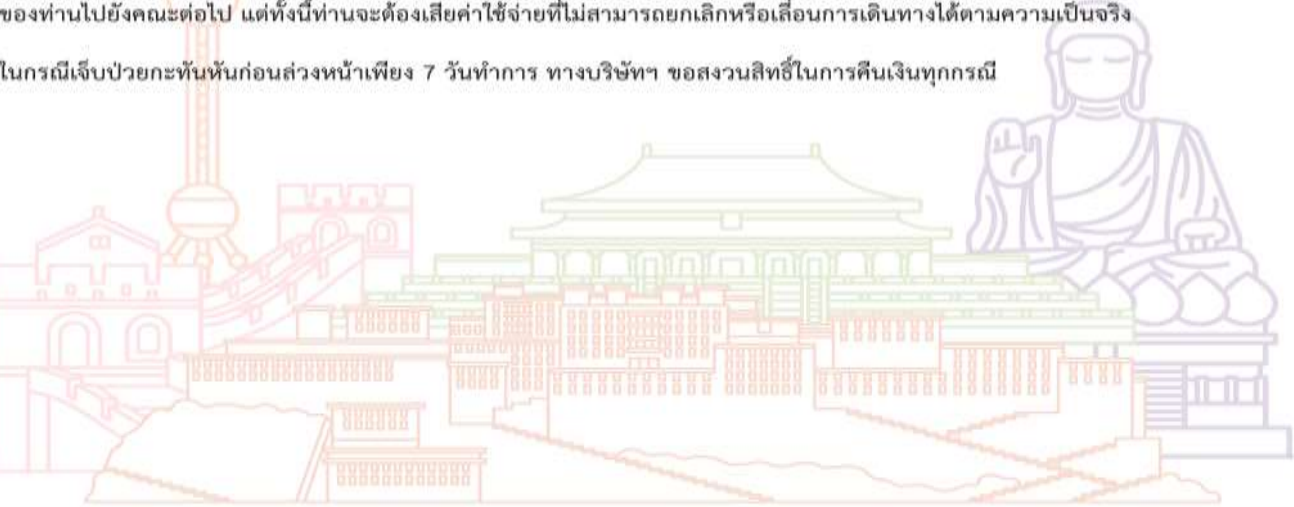 ของท่านไปยังคณะต่อไป แต่ทั้งนี้ท่านจะต้องเสียค่าใช้จ่ายที่ไม่สามารถยกเลิกหรือเลื่อนการเดินทางได้ตามความเป็นจริง
ในกรณีเจ็บป่วยกะทันหันก่อนล่วงหน้าเพียง 7 วันทำการ ทางบริษัทฯ ขอสงวนสิทธิ์ในการคืนเงินทุกกรณี